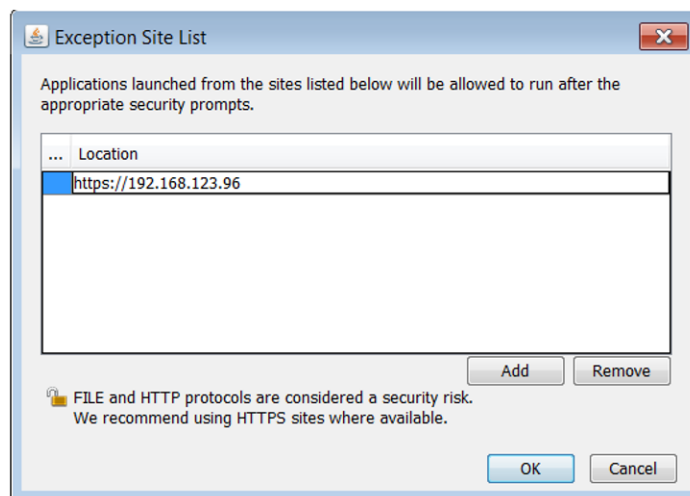 Exception Site List
Applications launched from the sites listed below will be allowed to run after the
appropriate security prompts.
... Location
https://192.168.123.96
Add Remove
FILE and HTTP protocols are considered a security risk.
We recommend using HTTPS sites where available.
OK Cancel